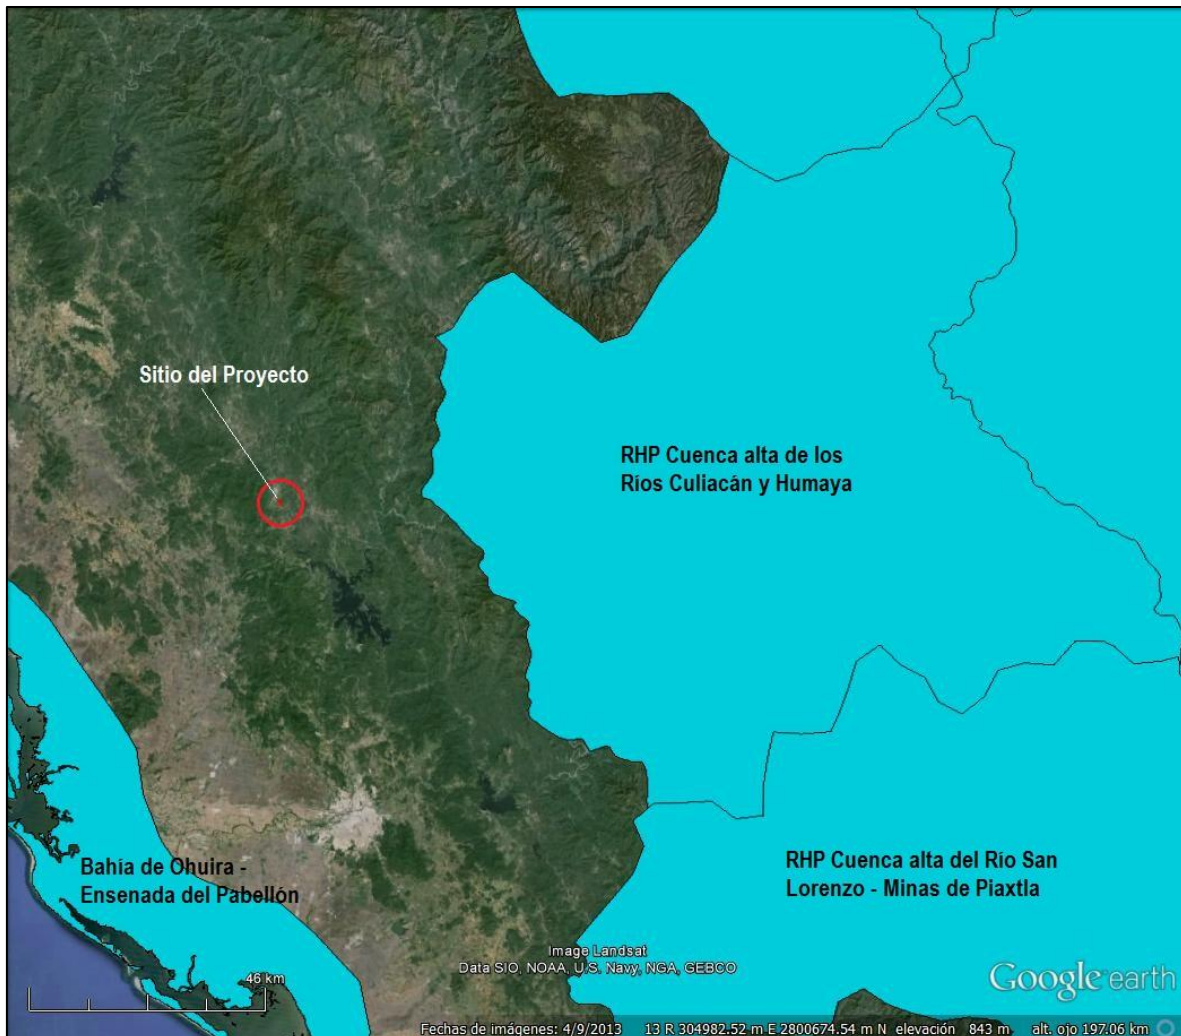 Sitio del Proyecto
RHP Cuenca alta de los
Ríos Culiacán y Humaya
Bahía de Ohuira -
Ensenada del Pabellón
RHP Cuenca alta del Río San
Lorenzo - Minas de Piaxtla
46 km
Image Landsat
Data SIO, NOAA, U.S. Navy, NGA, GEBCO
Google earth
Fechas de imágenes: 4/9/2013 13 R 304982.52 m E 2800674.54 m N elevación 843 m alt. ojo 197.06 km